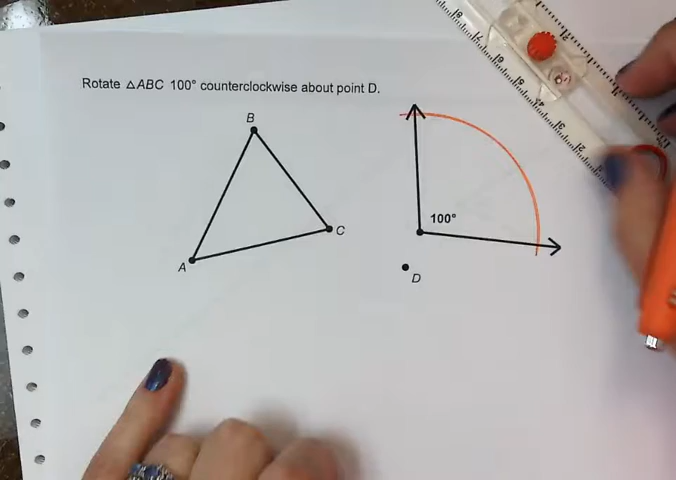 Rotate △ABC 100° counterclockwise about point D.
B
100°
C
A
D